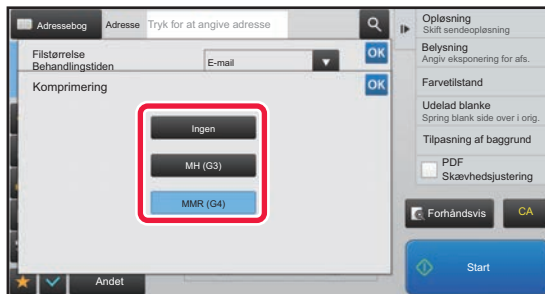 Adressebog
Adresse
Tryk for at angive adresse
Filstørrelse
Behandlingstiden
E-mail
OK
Komprimering
OK
Ingen
MH (G3)
MMR (G4)
Andet
Opløsning
Skift sendeopløsning
Belysning
Angiv eksponering for afs.
Farvetilstand
Udelad blanke
Spring blank side over i orig.
Tilpasning af baggrund
PDF
Skævhedsjustering
Forhåndsvis
CA
Start